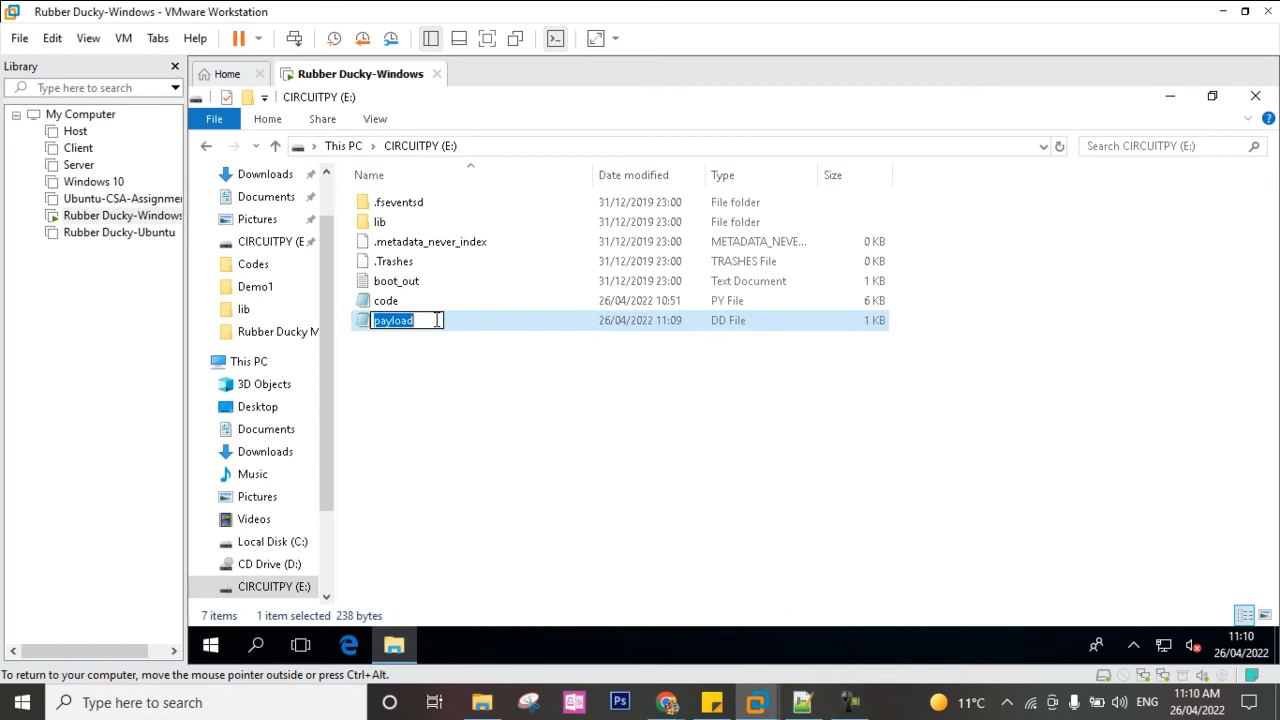 Rubber Ducky-Windows - VMware Workstation
File Edit View VM Tabs Help
Library
Type here to search
My Computer
Host
Client
Server
Windows 10
Ubuntu-CSA-Assignme
Rubber Ducky-Windows
Rubber Ducky-Ubuntu
Home
Rubber Ducky-Windows
CIRCUITPY (E:)
File Home Share View
This PC > CIRCUITPY (E:)
Search CIRCUITPY (E:)
Downloads
Documents
Pictures
CIRCUITPY (E
Codes
Demo1
lib
Rubber Ducky M
This PC
3D Objects
Desktop
Documents
Downloads
Music
Pictures
Videos
Local Disk (C:)
CD Drive (D:)
CIRCUITPY (E:)
Name Date modified Type Size
.fseventsd 31/12/2019 23:00 File folder
lib 31/12/2019 23:00 File folder
.metadata_never_index 31/12/2019 23:00 METADATA_NEVE... 0 KB
.Trashes 31/12/2019 23:00 TRASHES File 0 KB
boot_out 31/12/2019 23:00 Text Document 1 KB
code 26/04/2022 10:51 PY File 6 KB
payload 26/04/2022 11:09 DD File 1 KB
7 items 1 item selected 238 bytes
11:10
26/04/2022
To return to your computer, move the mouse pointer outside or press Ctrl+Alt.
Type here to search
11°C
ENG
11:10 AM
26/04/2022